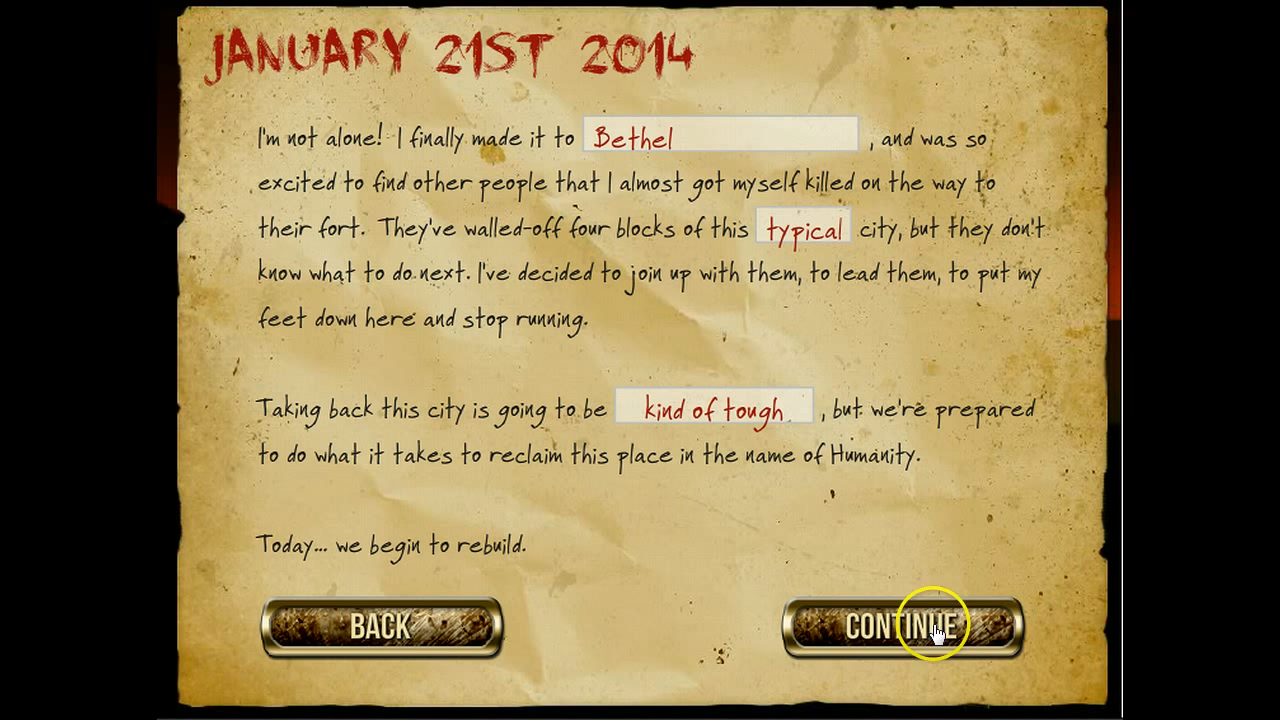 JANUARY 21ST 2014
I'm not alone! I finally made it to Bethel , and was so
excited to find other people that I almost got myself killed on the way to
their fort. They've walled-off four blocks of this typical city, but they don't
know what to do next. I've decided to join up with them, to lead them, to put my
feet down here and stop running.
Taking back this city is going to be kind of tough , but we're prepared
to do what it takes to reclaim this place in the name of Humanity.
Today... we begin to rebuild.
BACK CONTINUE